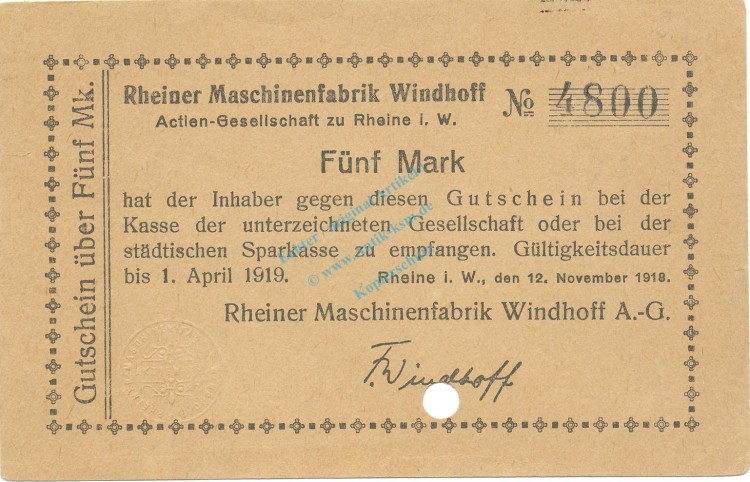 Gutschein über Fünf Mk.
Rheiner Maschinenfabrik Windhoff
Actien-Gesellschaft zu Rheine i. W.
№ 4800
Fünf Mark
hat der Inhaber gegen diesen Gutschein bei der
Kasse der unterzeichneten Gesellschaft oder bei der
städtischen Sparkasse zu empfangen. Gültigkeitsdauer
bis 1. April 1919.
Rheine i. W., den 12. November 1918.
Rheiner Maschinenfabrik Windhoff A.-G.
F. Windhoff